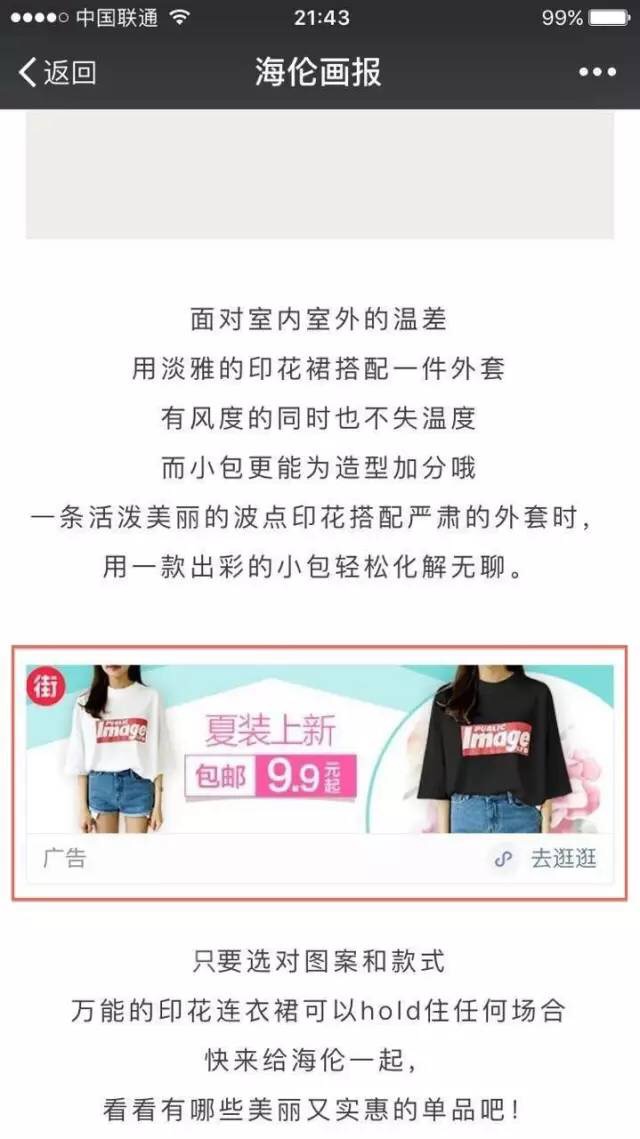 中国联通
21:43
99%
返回
海伦画报
面对室内室外的温差
用淡雅的印花裙搭配一件外套
有风度的同时也不失温度
而小包更能为造型加分哦
一条活泼美丽的波点印花搭配严肃的外套时，
用一款出彩的小包轻松化解无聊。
街
夏装上新
包邮 9.9元起
PUBLIC
Image
PUBLIC
Image
广告
去逛逛
只要选对图案和款式
万能的印花连衣裙可以hold住任何场合
快来给海伦一起，
看看有哪些美丽又实惠的单品吧！